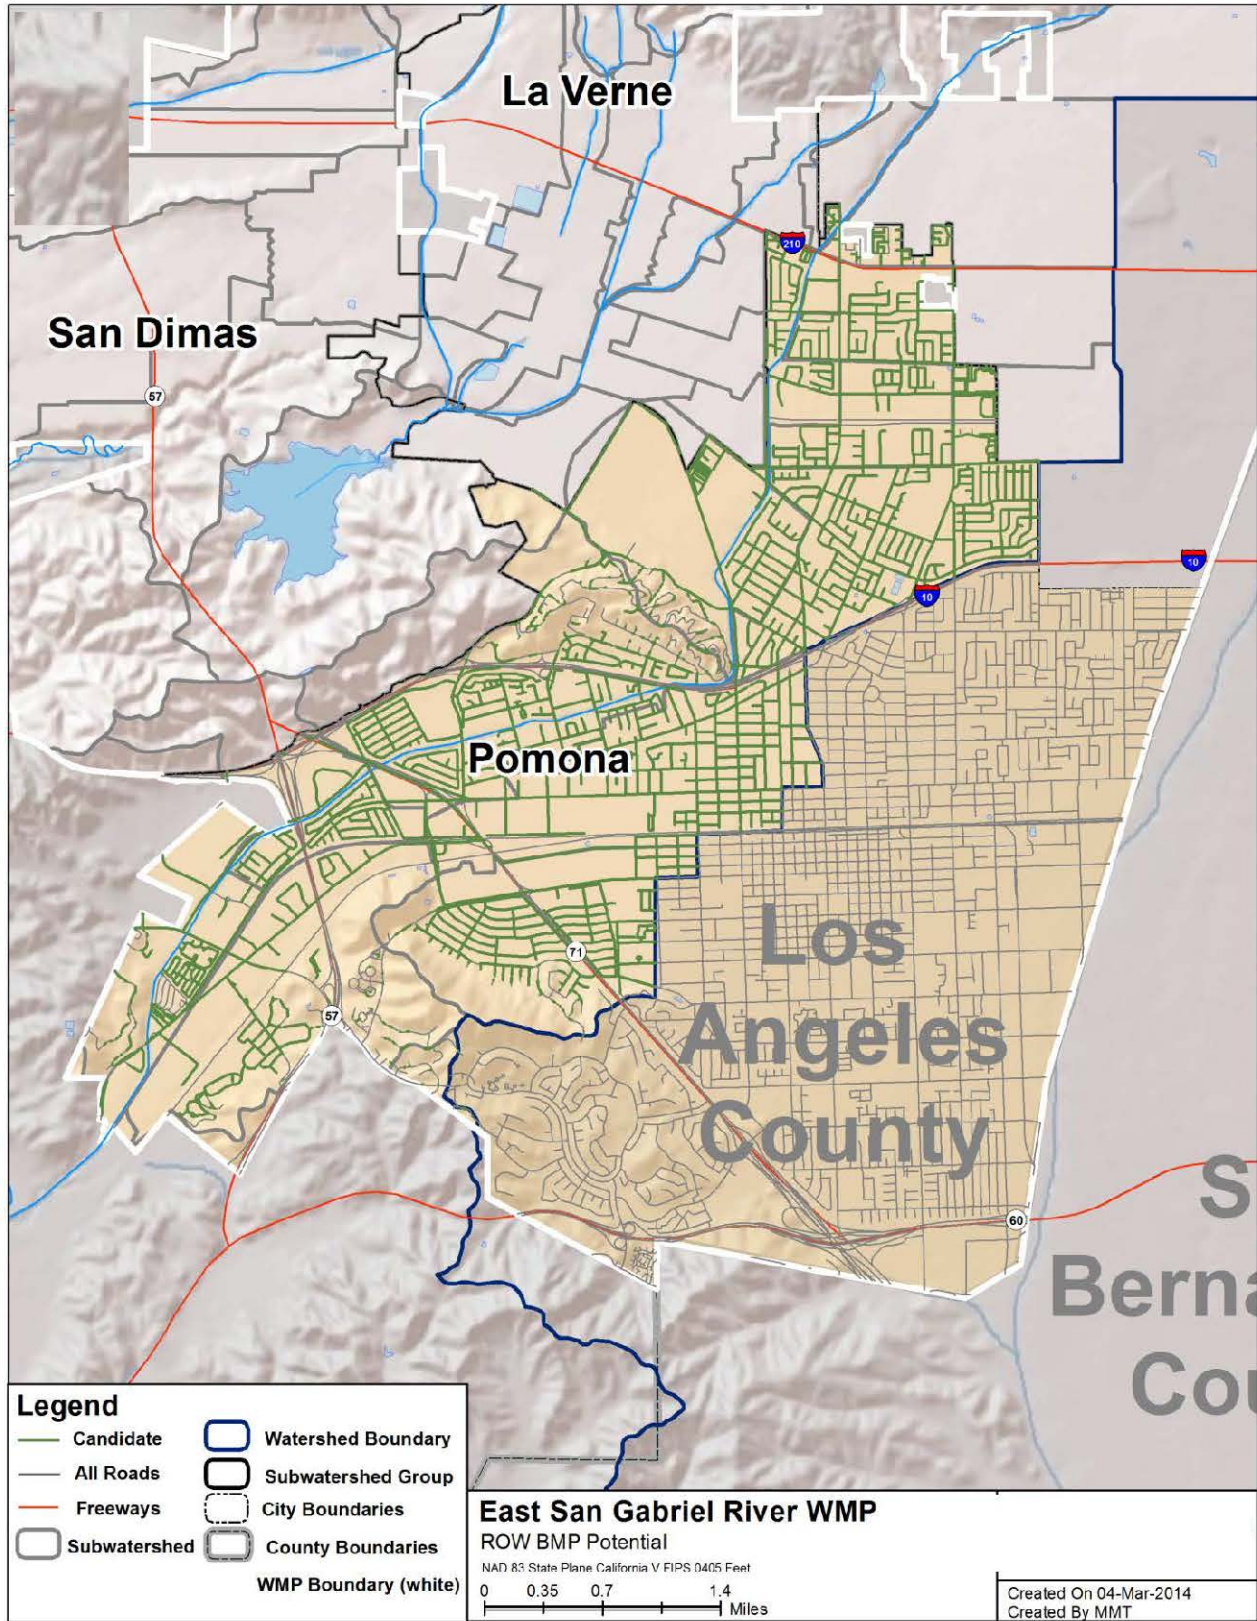 La Verne
210
San Dimas
57
10
10
Pomona
Los
Angeles
County
71
57
60
S
Berna
Cou
Legend
Candidate
All Roads
Freeways
Subwatershed
Watershed Boundary
Subwatershed Group
City Boundaries
County Boundaries
WMP Boundary (white)
East San Gabriel River WMP
ROW BMP Potential
NAD 83 State Plane California V FIPS 0405 Feet
0 0.35 0.7 1.4
Miles
Created On 04-Mar-2014
Created By MMT